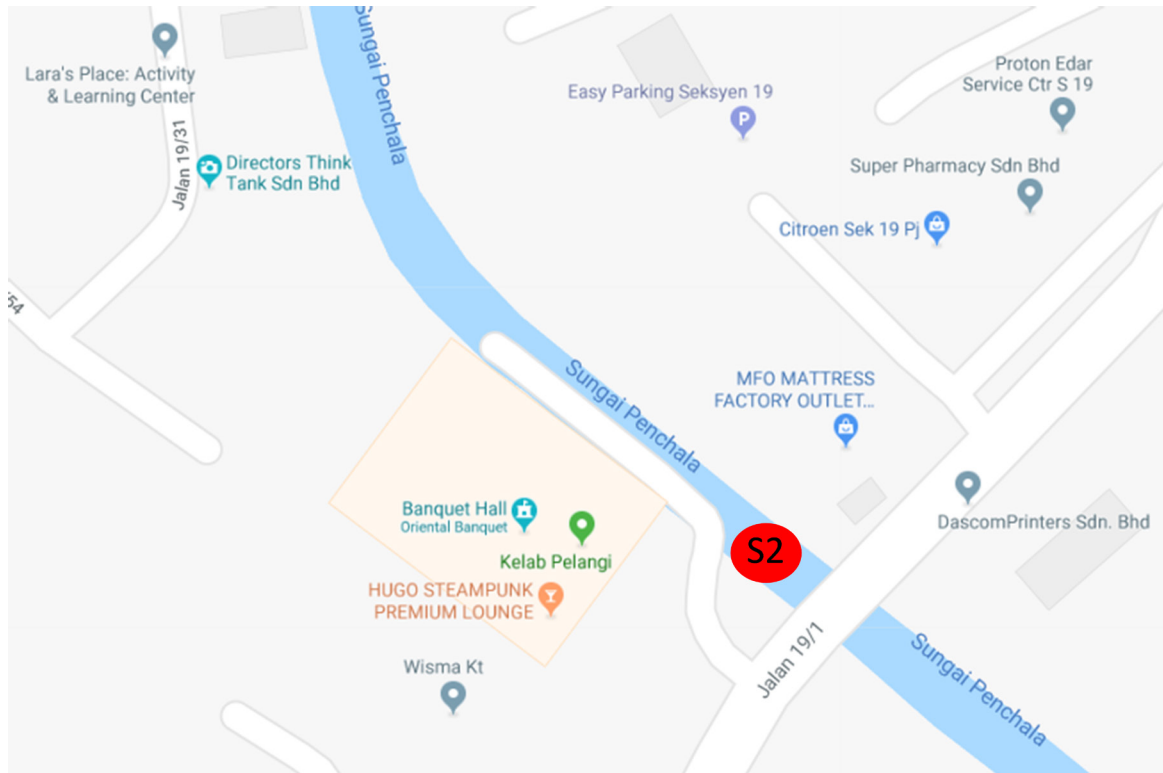 Sungai Penchala
Lara's Place: Activity
& Learning Center
Jalan 19/31
Directors Think
Tank Sdn Bhd
Easy Parking Seksyen 19
P
Proton Edar
Service Ctr S 19
Super Pharmacy Sdn Bhd
Citroen Sek 19 Pj
54
Sungai Penchala
MFO MATTRESS
FACTORY OUTLET...
Banquet Hall
Oriental Banquet
Kelab Pelangi
HUGO STEAMPUNK
PREMIUM LOUNGE
S2
DascomPrinters Sdn. Bhd
Wisma Kt
Jalan 19/1
Sungai Penchala